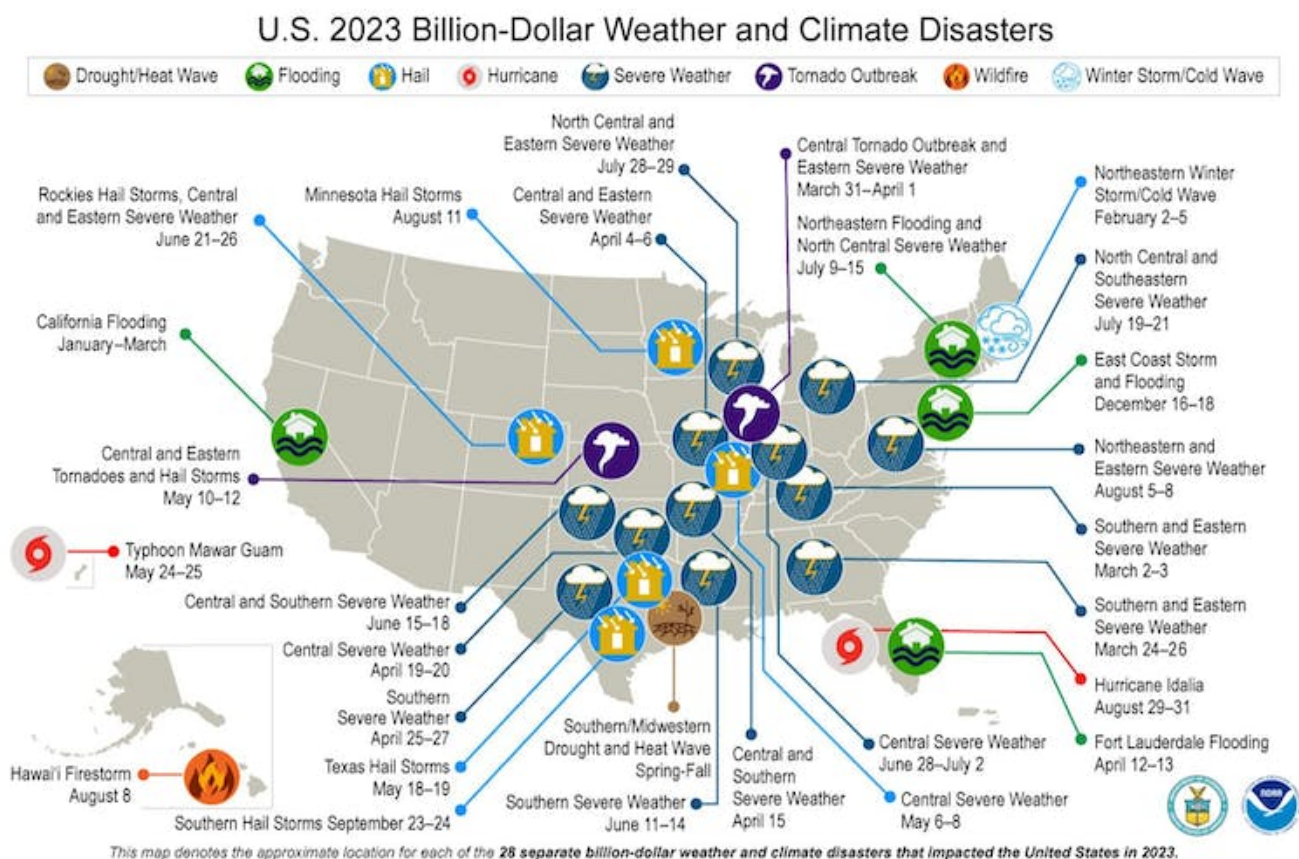 U.S. 2023 Billion-Dollar Weather and Climate Disasters
Drought/Heat Wave
Flooding
Hail
Hurricane
Severe Weather
Tornado Outbreak
Wildfire
Winter Storm/Cold Wave
North Central and
Eastern Severe Weather
July 28–29
Central Tornado Outbreak and
Eastern Severe Weather
March 31–April 1
Northeastern Winter
Storm/Cold Wave
February 2–5
Rockies Hail Storms, Central
and Eastern Severe Weather
June 21–26
Minnesota Hail Storms
August 11
Central and Eastern
Severe Weather
April 4–6
Northeastern Flooding and
North Central Severe Weather
July 9–15
North Central and
Southeastern
Severe Weather
July 19–21
California Flooding
January–March
East Coast Storm
and Flooding
December 16–18
Central and Eastern
Tornadoes and Hail Storms
May 10–12
Northeastern and
Eastern Severe Weather
August 5–8
Typhoon Mawar Guam
May 24–25
Southern and Eastern
Severe Weather
March 2–3
Central and Southern Severe Weather
June 15–18
Southern and Eastern
Severe Weather
March 24–26
Central Severe Weather
April 19–20
Southern
Severe Weather
April 25–27
Hurricane Idalia
August 29–31
Southern/Midwestern
Drought and Heat Wave
Spring-Fall
Central and
Southern
Severe Weather
April 15
Central Severe Weather
June 28–July 2
Fort Lauderdale Flooding
April 12–13
Hawai'i Firestorm
August 8
Texas Hail Storms
May 18–19
Southern Hail Storms September 23–24
Southern Severe Weather
June 11–14
Central Severe Weather
May 6–8
NOAA
This map denotes the approximate location for each of the 28 separate billion-dollar weather and climate disasters that impacted the United States in 2023.